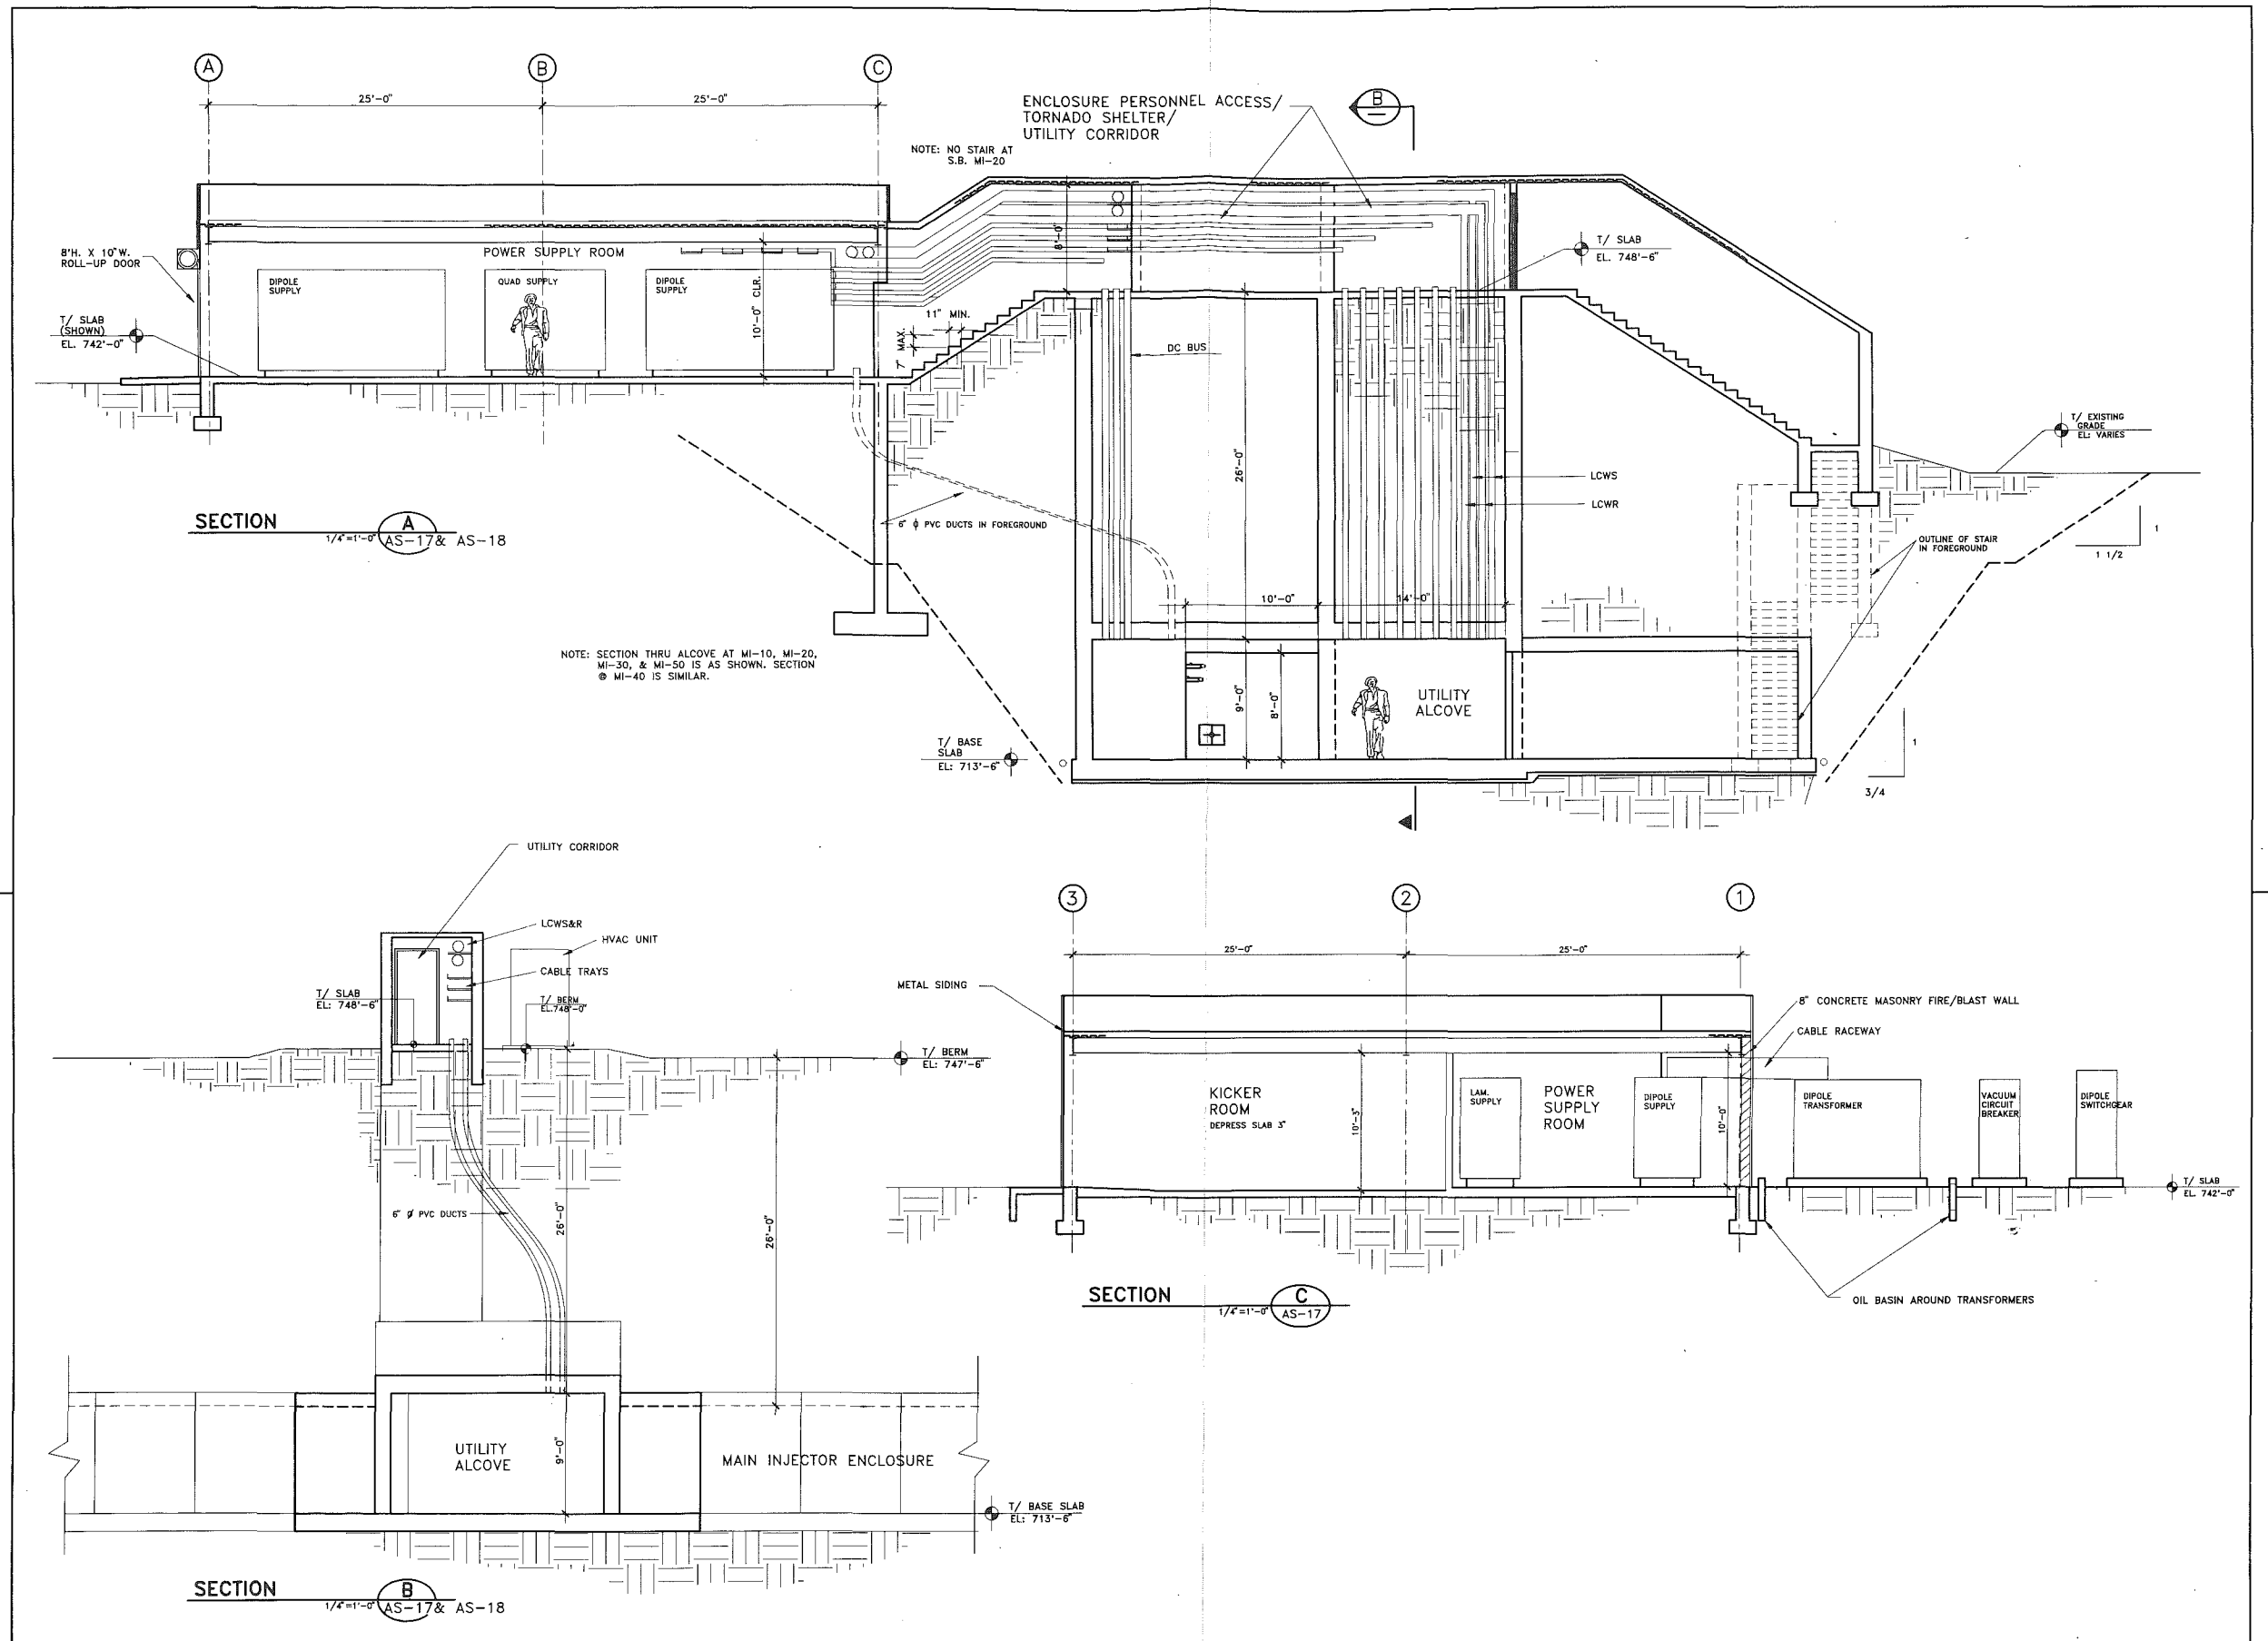 A
B
C
25'-0"
25'-0"
ENCLOSURE PERSONNEL ACCESS/
TORNADO SHELTER/
UTILITY CORRIDOR
B
NOTE: NO STAIR AT
S.B. MI-20
8'H. X 10'W.
ROLL-UP DOOR
POWER SUPPLY ROOM
DIPOLE
SUPPLY
QUAD SUPPLY
DIPOLE
SUPPLY
10'-0" CLR.
8'-0"
T/ SLAB
EL. 748'-6"
T/ SLAB
(SHOWN)
EL. 742'-0"
11" MIN.
7" MAX.
DC BUS
T/ EXISTING
GRADE
EL: VARIES
26'-0"
LCWS
LCWR
6" ϕ PVC DUCTS IN FOREGROUND
SECTION
A
1/4"=1'-0"
AS-17& AS-18
OUTLINE OF STAIR
IN FOREGROUND
1
1 1/2
10'-0"
14'-0"
NOTE: SECTION THRU ALCOVE AT MI-10, MI-20,
MI-30, & MI-50 IS AS SHOWN. SECTION
@ MI-40 IS SIMILAR.
9'-0"
8'-0"
UTILITY
ALCOVE
T/ BASE
SLAB
EL: 713'-6"
1
3/4
UTILITY CORRIDOR
LCWS&R
HVAC UNIT
CABLE TRAYS
T/ SLAB
EL: 748'-6"
T/ BERM
EL.748'-0"
T/ BERM
EL: 747'-6"
6" ϕ PVC DUCTS
26'-0"
26'-0"
UTILITY
ALCOVE
9'-0"
MAIN INJECTOR ENCLOSURE
T/ BASE SLAB
EL: 713'-6"
SECTION
B
1/4"=1'-0"
AS-17& AS-18
3
2
1
25'-0"
25'-0"
METAL SIDING
8" CONCRETE MASONRY FIRE/BLAST WALL
CABLE RACEWAY
KICKER
ROOM
DEPRESS SLAB 3"
10'-3"
LAM.
SUPPLY
POWER
SUPPLY
ROOM
DIPOLE
SUPPLY
10'-0"
DIPOLE
TRANSFORMER
VACUUM
CIRCUIT
BREAKER
DIPOLE
SWITCHGEAR
T/ SLAB
EL. 742'-0"
SECTION
C
1/4"=1'-0"
AS-17
OIL BASIN AROUND TRANSFORMERS